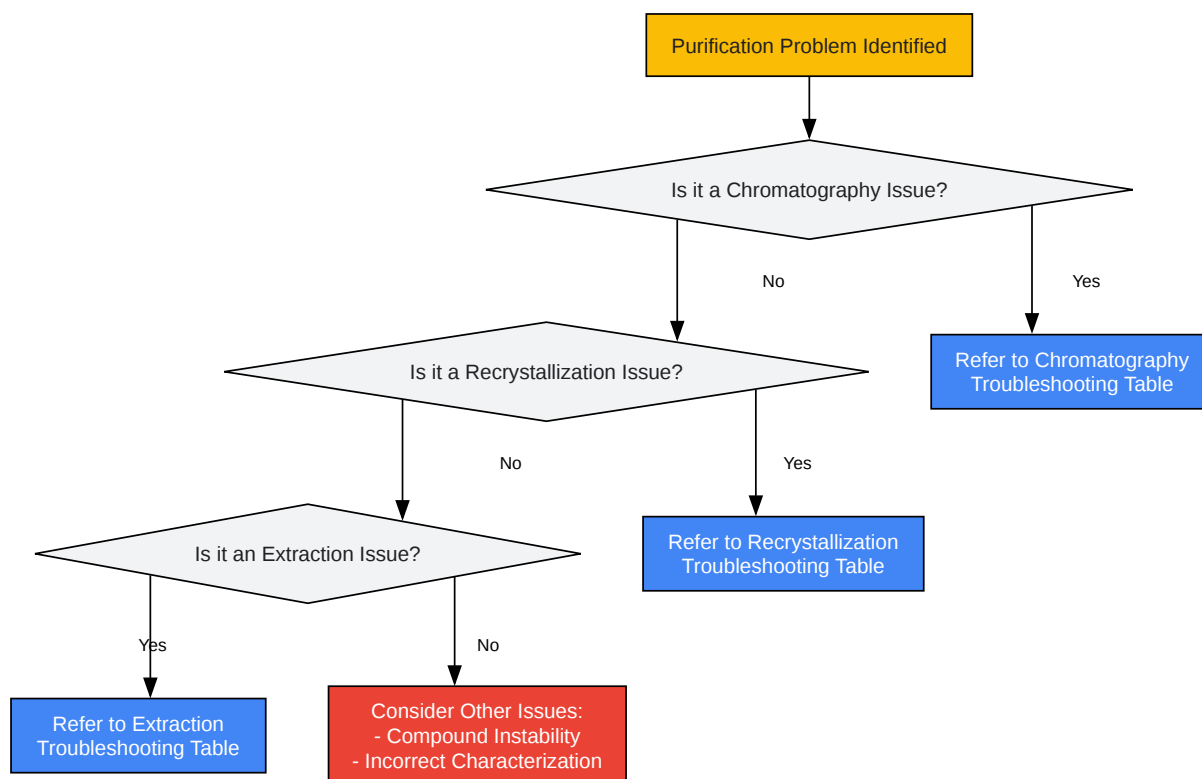 Purification Problem Identified
Is it a Chromatography Issue?
No
Yes
Refer to Chromatography
Troubleshooting Table
Is it a Recrystallization Issue?
No
Yes
Refer to Recrystallization
Troubleshooting Table
Is it an Extraction Issue?
Yes
No
Refer to Extraction
Troubleshooting Table
Consider Other Issues:
- Compound Instability
- Incorrect Characterization